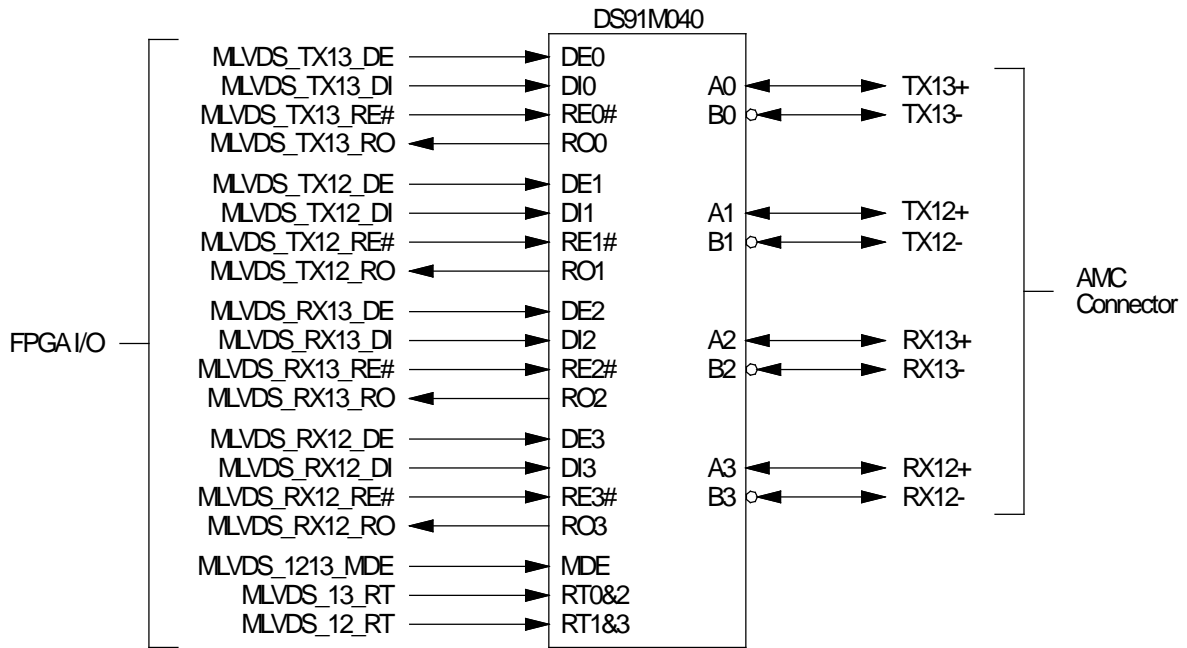 DS91M040
MLVDS_TX13_DE DE0
MLVDS_TX13_DI DI0 A0 TX13+
MLVDS_TX13_RE# RE0# B0 TX13-
MLVDS_TX13_RO RO0
MLVDS_TX12_DE DE1
MLVDS_TX12_DI DI1 A1 TX12+
MLVDS_TX12_RE# RE1# B1 TX12-
MLVDS_TX12_RO RO1
MLVDS_RX13_DE DE2
MLVDS_RX13_DI DI2 A2 RX13+
MLVDS_RX13_RE# RE2# B2 RX13-
MLVDS_RX13_RO RO2
MLVDS_RX12_DE DE3
MLVDS_RX12_DI DI3 A3 RX12+
MLVDS_RX12_RE# RE3# B3 RX12-
MLVDS_RX12_RO RO3
MLVDS_1213_MDE MDE
MLVDS_13_RT RT0&2
MLVDS_12_RT RT1&3
FPGA I/O
AMC
Connector